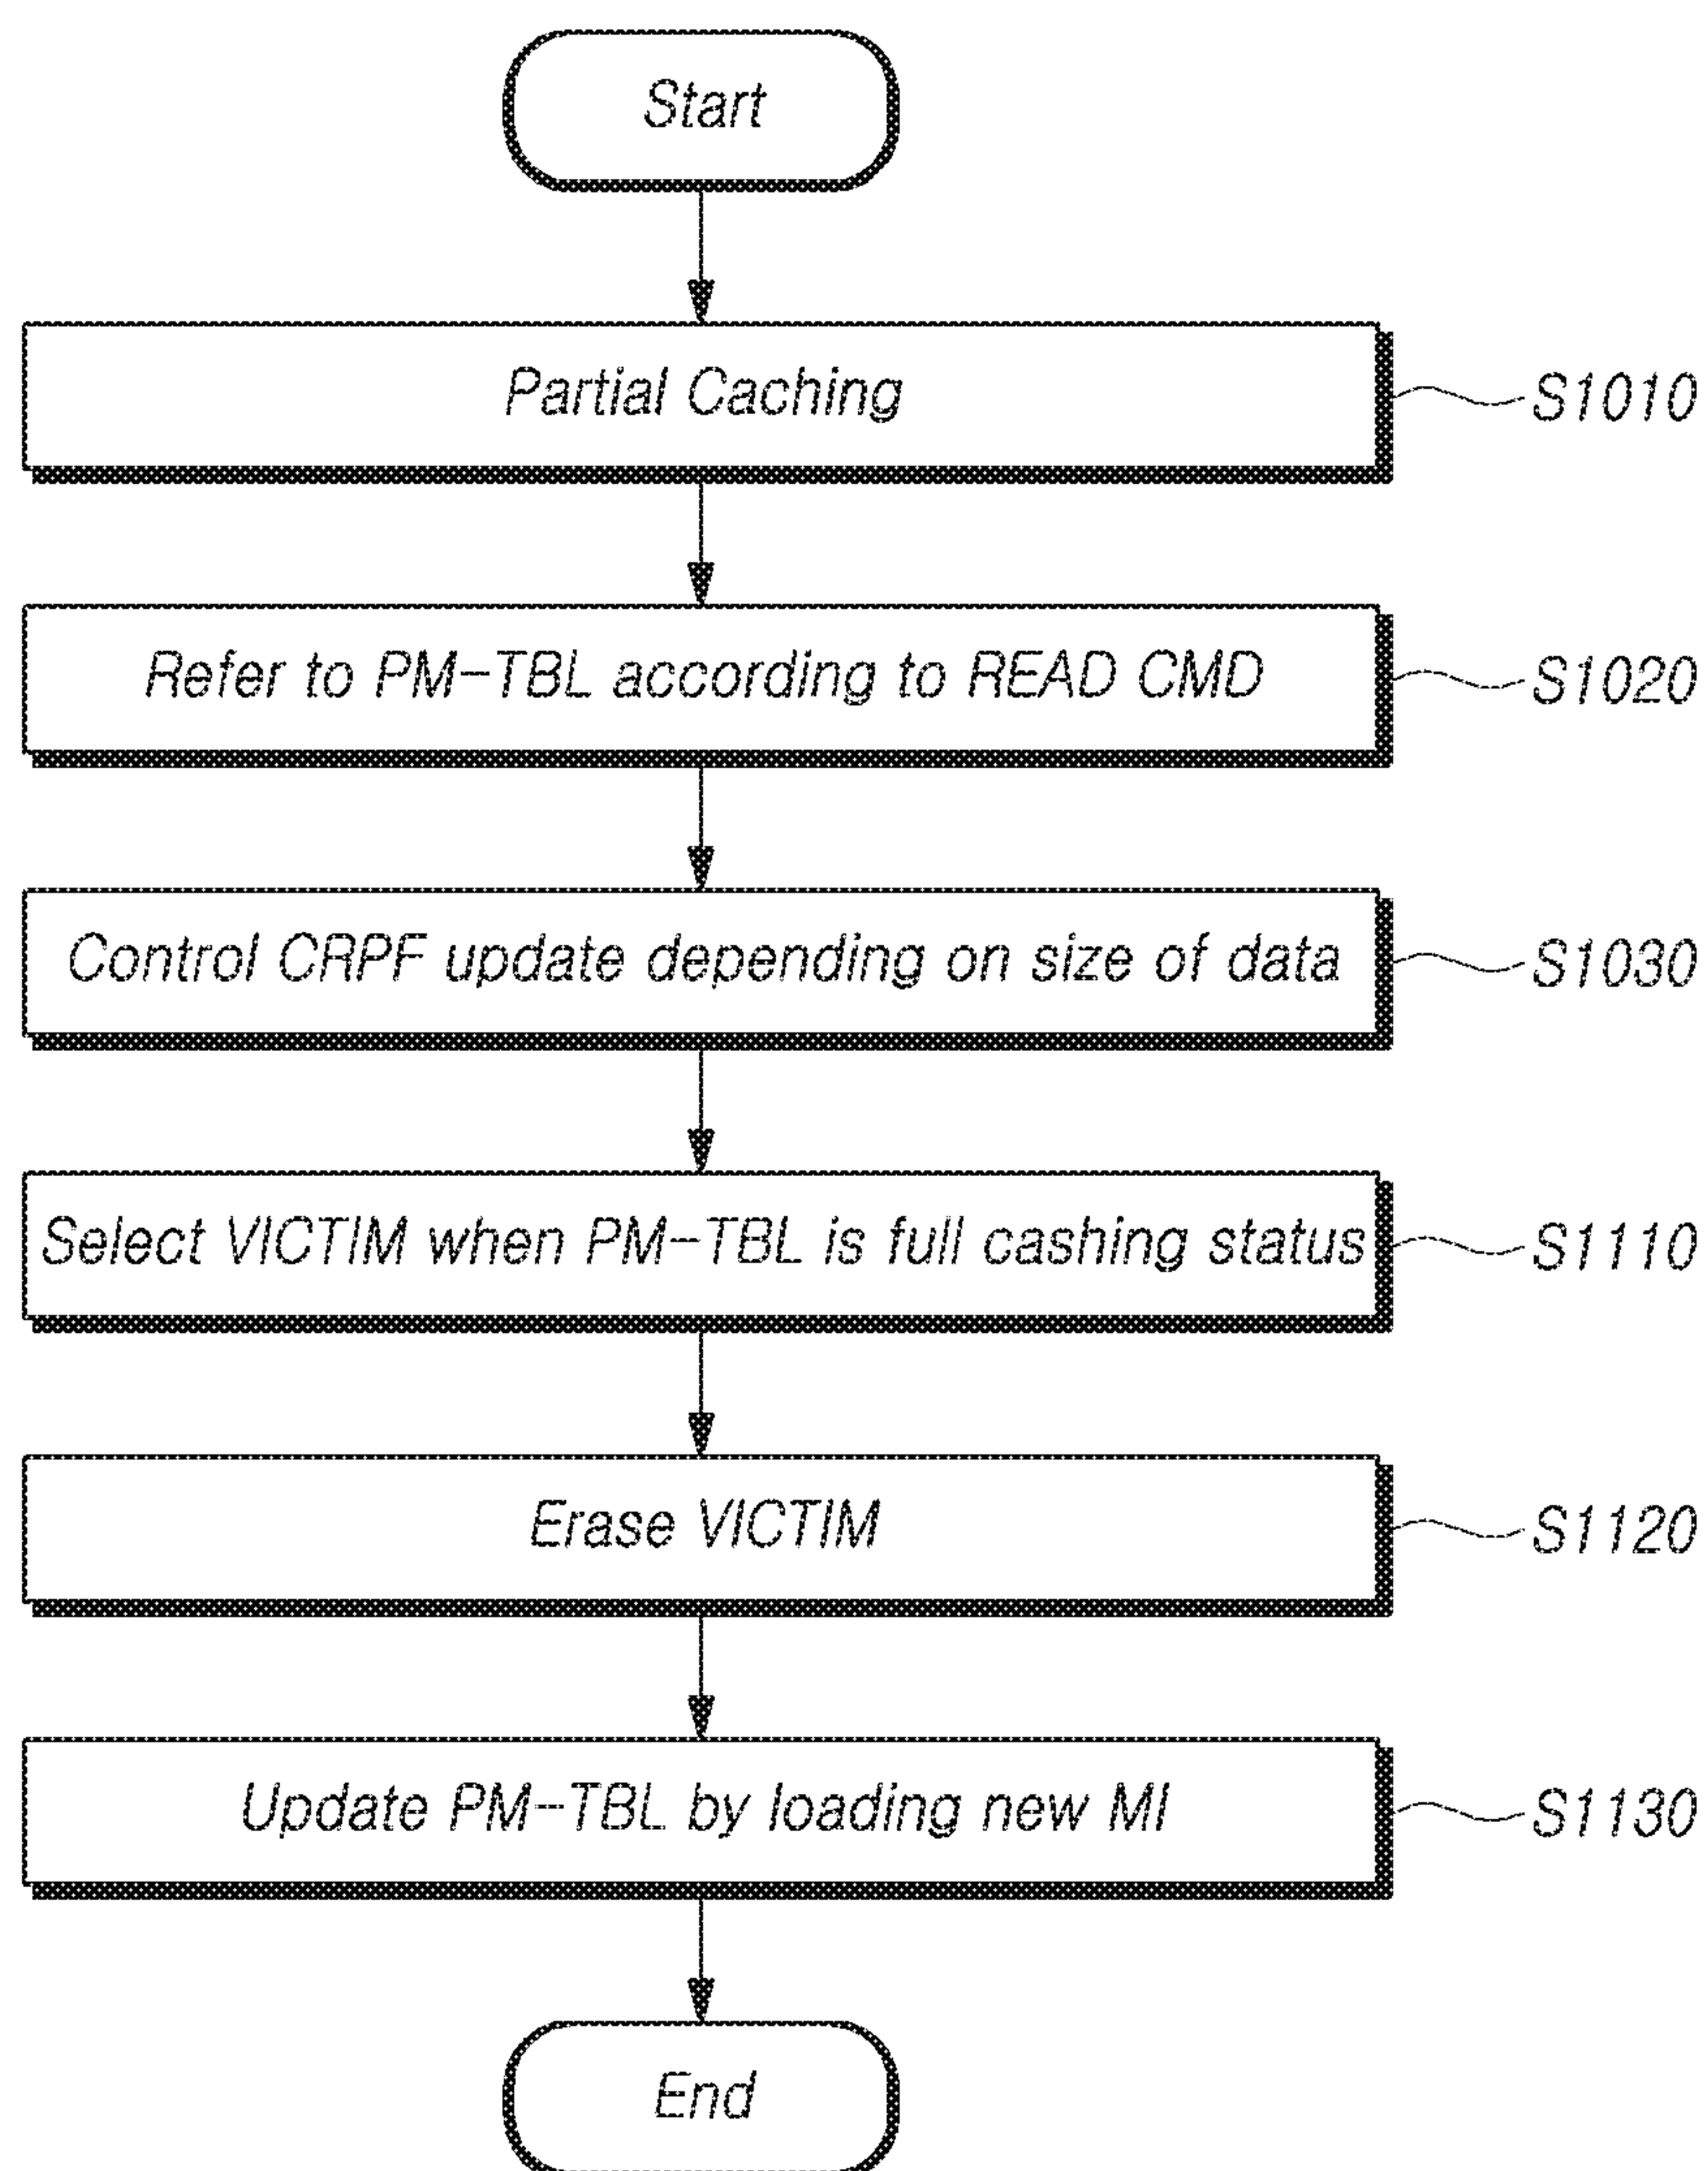 Start
Partial Caching
S1010
Refer to PM-TBL according to READ CMD
S1020
Control CRPF update depending on size of data
S1030
Select VICTIM when PM-TBL is full cashing status
S1110
Erase VICTIM
S1120
Update PM-TBL by loading new MI
S1130
End